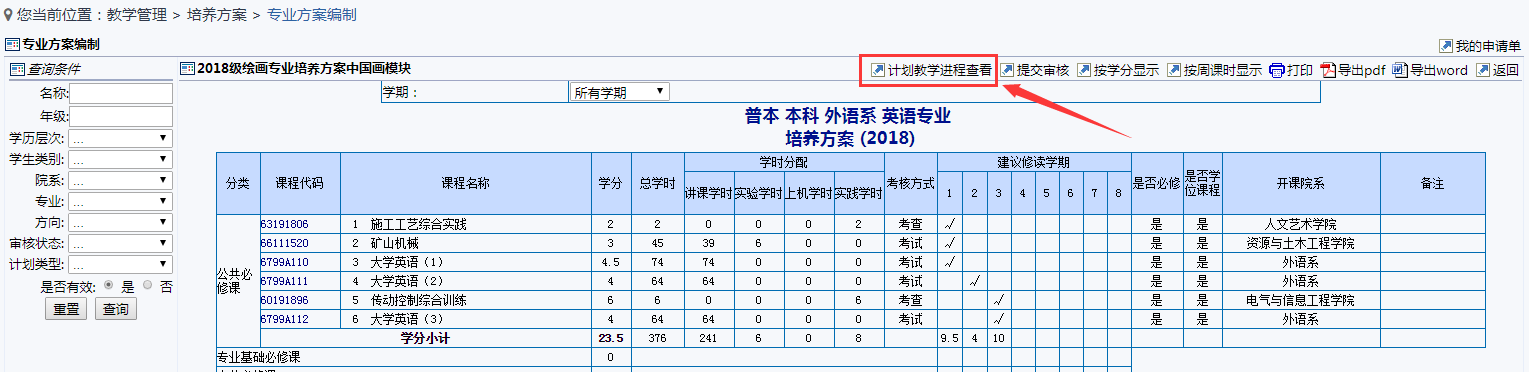 您当前位置：教学管理 > 培养方案 > 专业方案编制
专业方案编制
我的申请单
查询条件
名称:
年级:
学历层次: ...
学生类别: ...
院系: ...
专业: ...
方向: ...
审核状态: ...
计划类型: ...
是否有效: 是 否
重置 查询
2018级绘画专业培养方案中国画模块
计划教学进程查看 提交审核 按学分显示 按周课时显示 打印 导出pdf 导出word 返回
学期： 所有学期
普本 本科 外语系 英语专业
培养方案 (2018)
分类 课程代码 课程名称 学分 总学时 学时分配 考核方式 建议修读学期 是否必修 是否学位课程 开课院系 备注
讲课学时 实验学时 上机学时 实践学时 1 2 3 4 5 6 7 8
公共必修课
63191806 1 施工工艺综合实践 2 2 0 0 0 2 考查 √ 是 是 人文艺术学院
66111520 2 矿山机械 3 45 39 6 0 0 考试 √ 是 是 资源与土木工程学院
6799A110 3 大学英语（1） 4.5 74 74 0 0 0 考试 √ 是 是 外语系
6799A111 4 大学英语（2） 4 64 64 0 0 0 考试 √ 是 是 外语系
60191896 5 传动控制综合训练 6 6 0 0 0 6 考查 √ 是 是 电气与信息工程学院
6799A112 6 大学英语（3） 4 64 64 0 0 0 考试 √ 是 是 外语系
学分小计 23.5 376 241 6 0 8 9.5 4 10
专业基础必修课 0